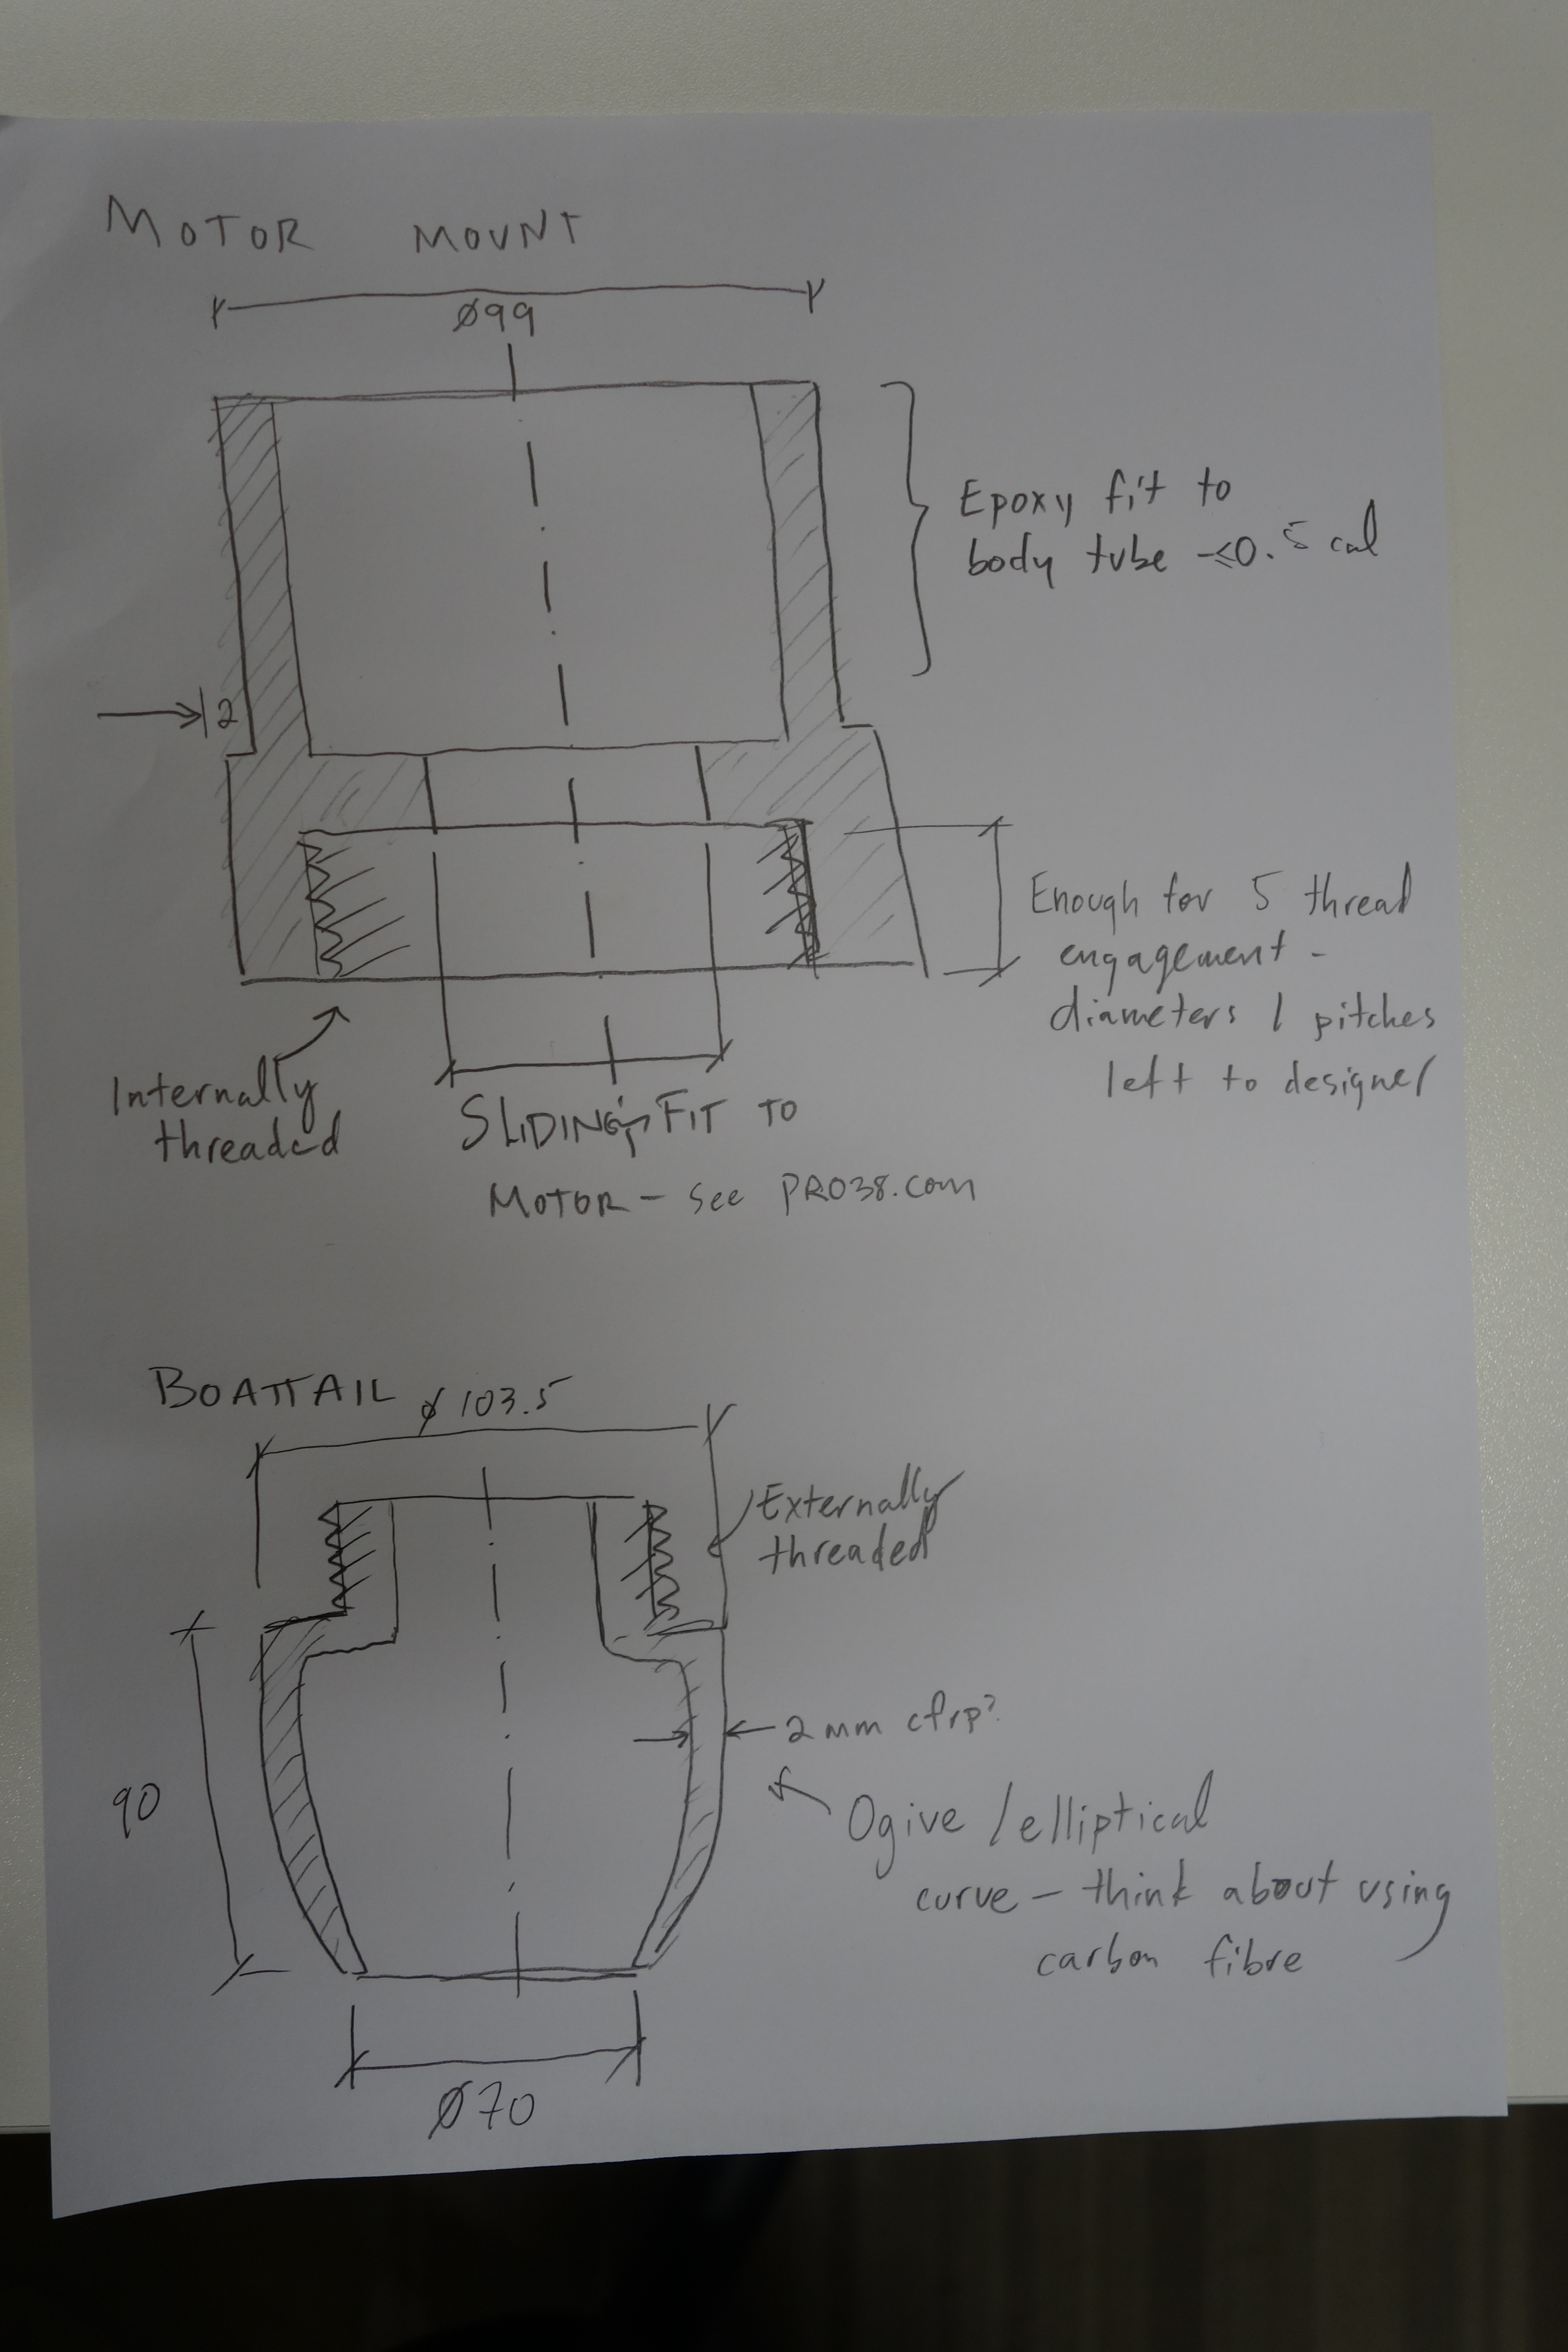 MOTOR MOUNT
Ø99
Epoxy fit to
body tube - ≤0.5 cal
2
Enough for 5 thread
engagement -
diameters / pitches
left to designer
Internally
threaded
SLIDING FIT TO
MOTOR - see PRO38.com
BOATTAIL
Ø103.5
Externally
threaded
2mm cfrp?
90
Ogive / elliptical
curve - think about using
carbon fibre
Ø70